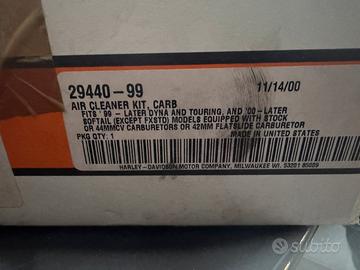 29440-99 11/14/00
AIR CLEANER KIT, CARB
FITS '99 - LATER DYNA AND TOURING, AND '00-LATER
SOFTAIL (EXCEPT FXSTD) MODELS EQUIPPED WITH STOCK
OR 44MMCV CARBURETORS OR 42MM FLATSLIDE CARBURETOR
PKG QTY: 1 MADE IN UNITED STATES
HARLEY-DAVIDSON MOTOR COMPANY, MILWAUKEE WI. 53201 85009
subito